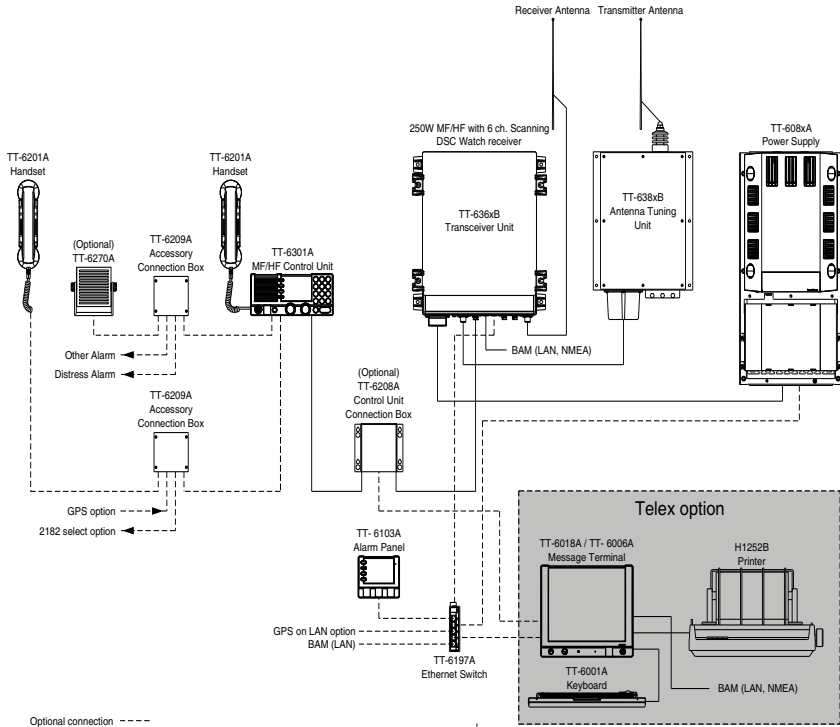 Receiver Antenna
Transmitter Antenna
250W MF/HF with 6 ch. Scanning
DSC Watch receiver
TT-608xA
Power Supply
TT-6201A
Handset
TT-6201A
Handset
TT-636xB
Transceiver Unit
TT-638xB
Antenna Tuning
Unit
(Optional)
TT-6270A
TT-6209A
Accessory
Connection Box
TT-6301A
MF/HF Control Unit
Other Alarm
Distress Alarm
BAM (LAN, NMEA)
(Optional)
TT-6208A
Control Unit
Connection Box
TT-6209A
Accessory
Connection Box
GPS option
2182 select option
Telex option
TT- 6103A
Alarm Panel
TT-6018A / TT- 6006A
Message Terminal
H1252B
Printer
GPS on LAN option
BAM (LAN)
TT-6197A
Ethernet Switch
TT-6001A
Keyboard
BAM (LAN, NMEA)
Optional connection ----